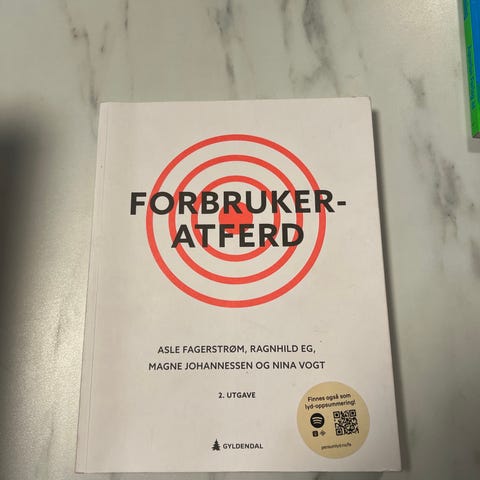 FORBRUKER-
ATFERD
ASLE FAGERSTRØM, RAGNHILD EG,
MAGNE JOHANNESSEN OG NINA VOGT
2. UTGAVE
Finnes også som
lyd-oppsummering!
GYLDENDAL